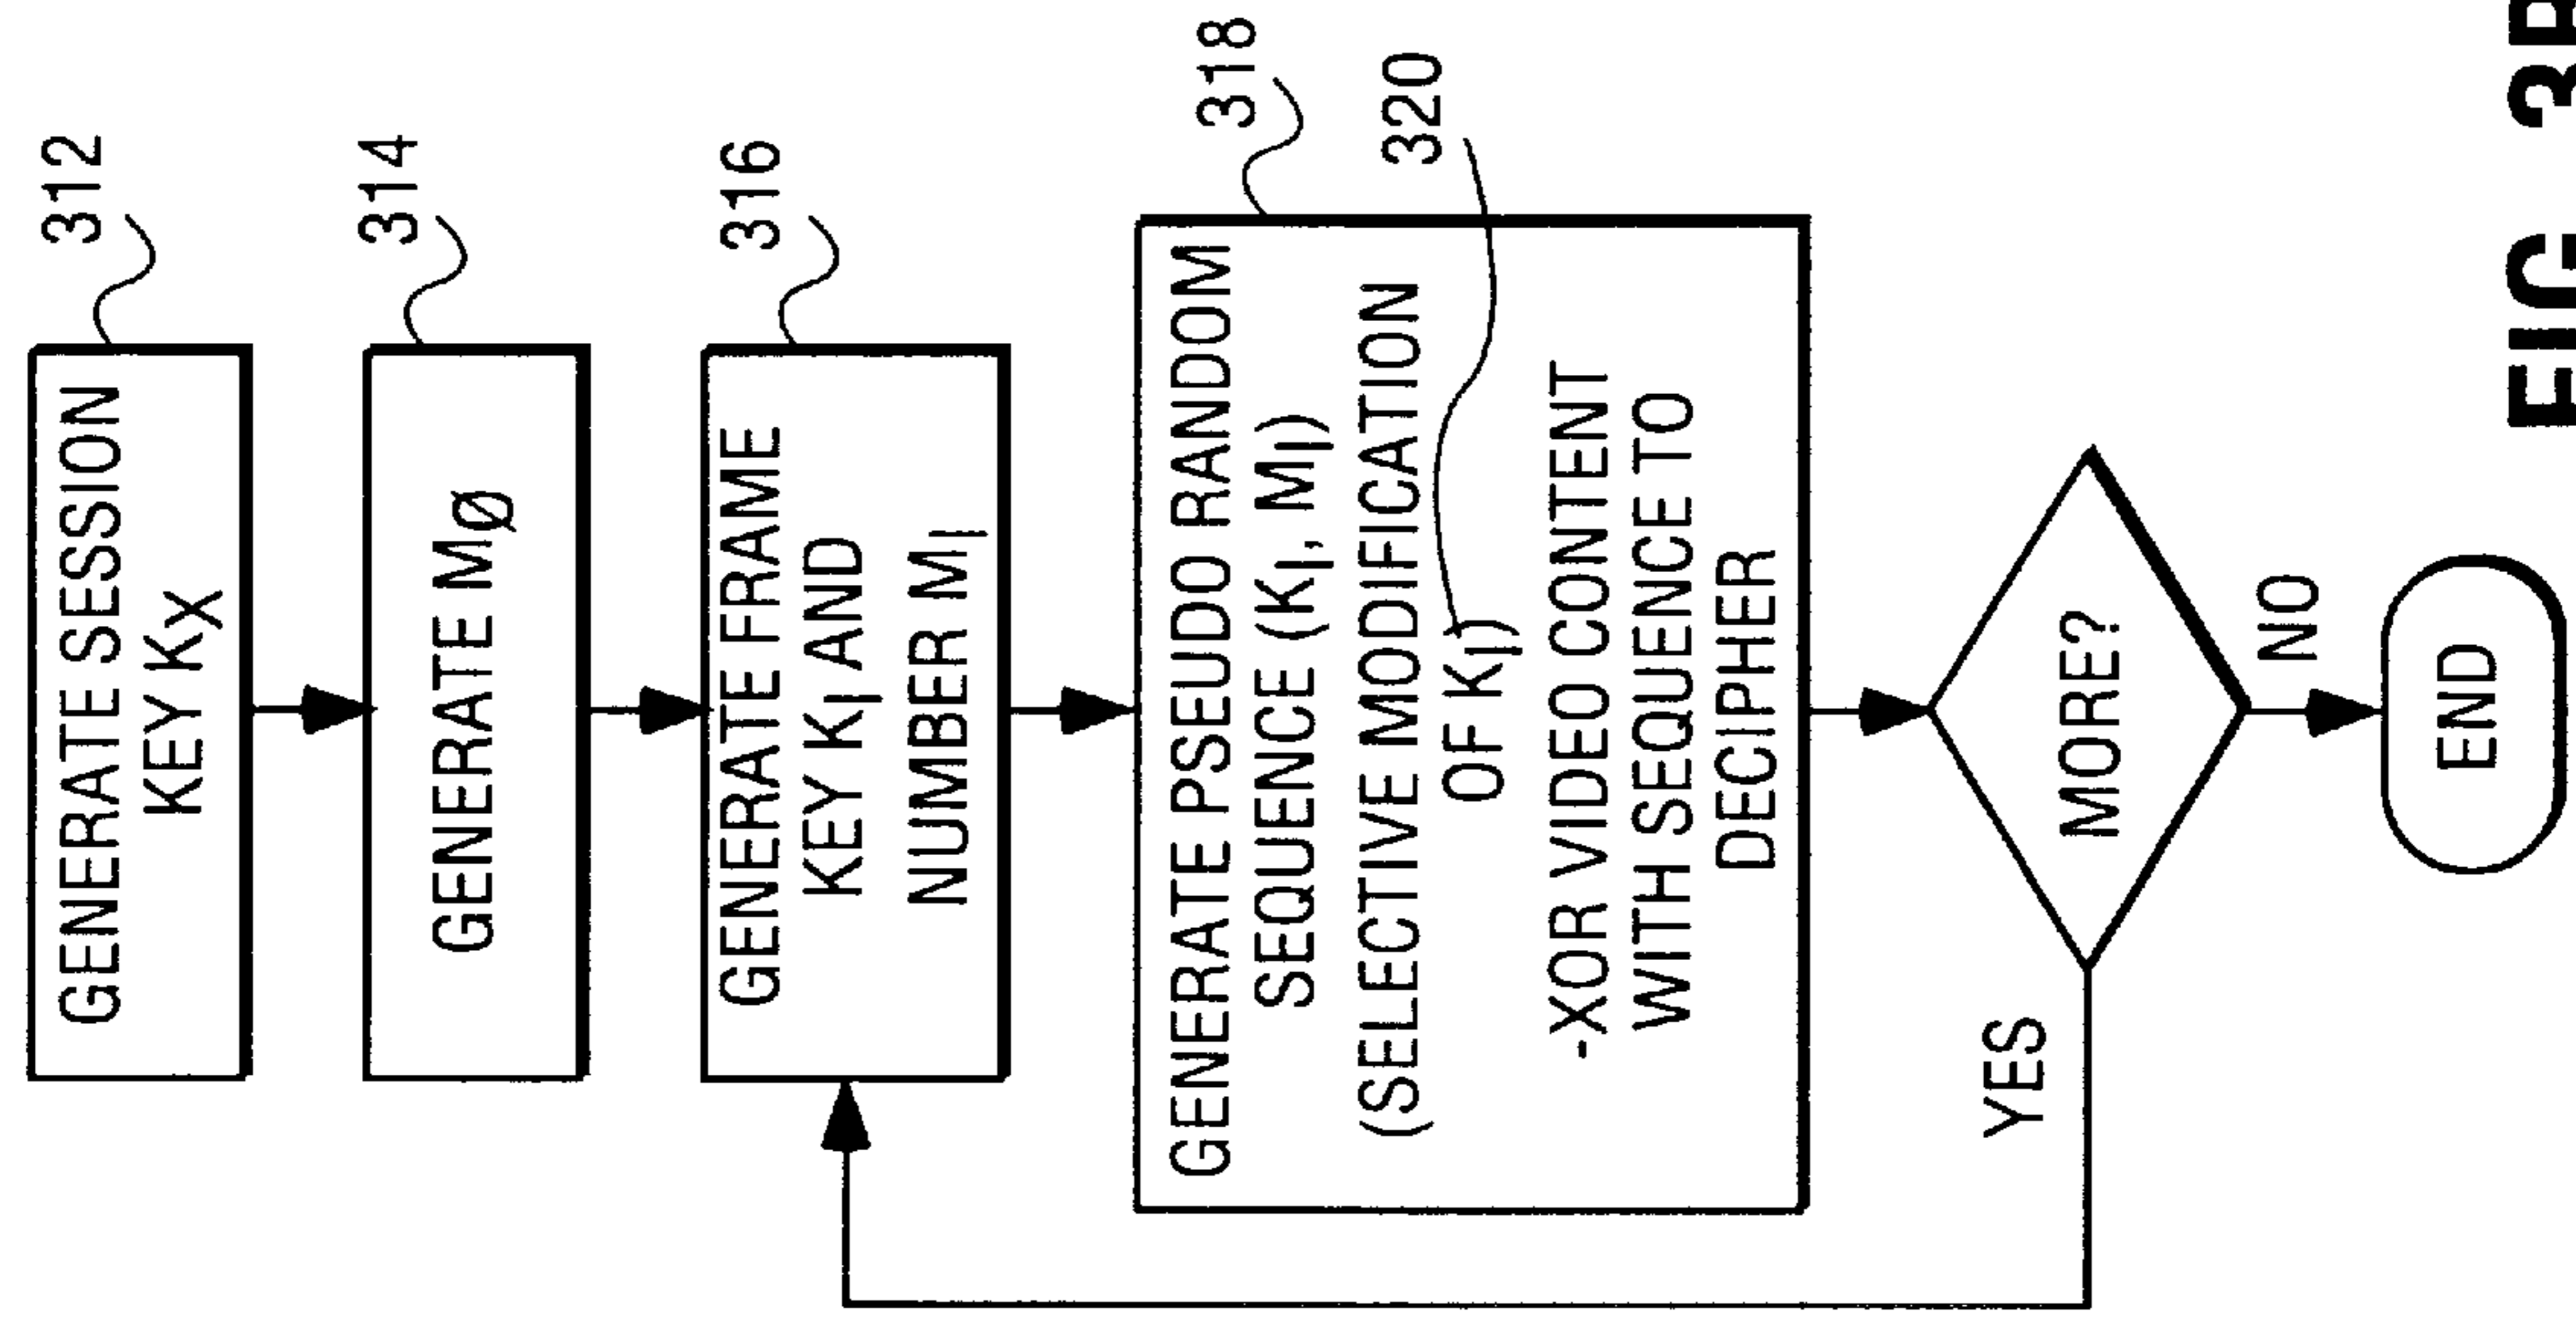 GENERATE SESSION
KEY KX
312
GENERATE MØ
314
GENERATE FRAME
KEY KI AND
NUMBER MI
316
GENERATE PSEUDO RANDOM
SEQUENCE (KI, MI)
(SELECTIVE MODIFICATION
OF KI)
-XOR VIDEO CONTENT
WITH SEQUENCE TO
DECIPHER
318
320
MORE?
YES
NO
END
FIG 3B